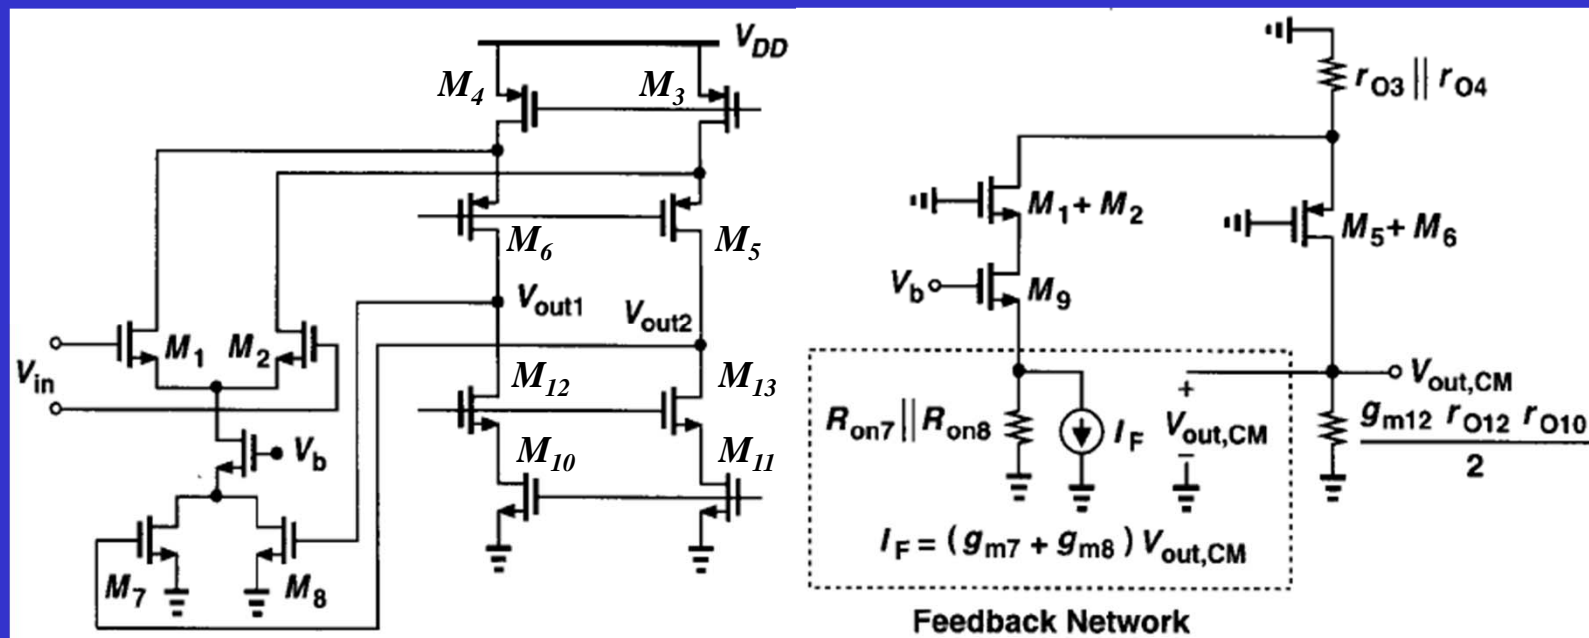 V_DD
M_4
M_3
M_6
M_5
V_out1
V_out2
M_1
M_2
V_in
M_12
M_13
V_b
M_10
M_11
M_7
M_8
r_O3 || r_O4
M_1 + M_2
M_5 + M_6
V_b
M_9
V_out,CM
R_on7 || R_on8
I_F
+
V_out,CM
−
g_m12 r_O12 r_O10
2
I_F = (g_m7 + g_m8) V_out,CM
Feedback Network